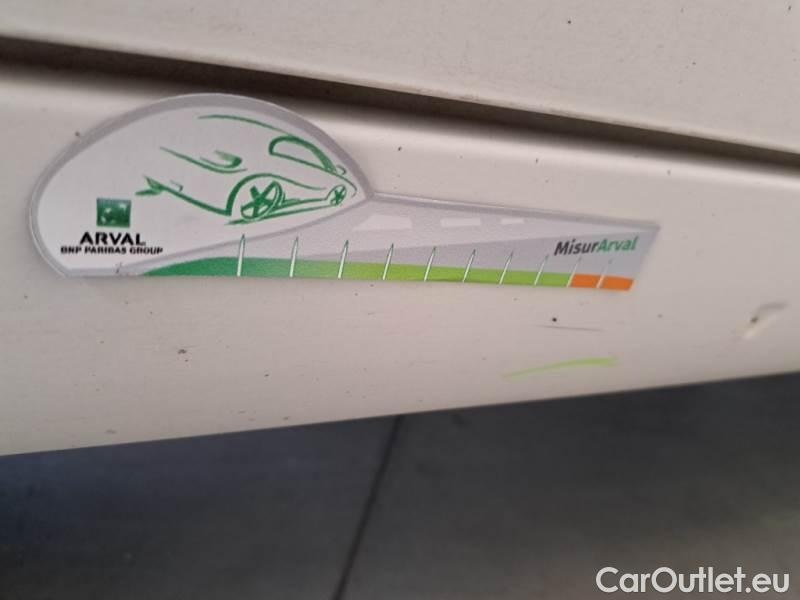 ARVAL
BNP PARIBAS GROUP
MisurArval
CarOutlet.eu